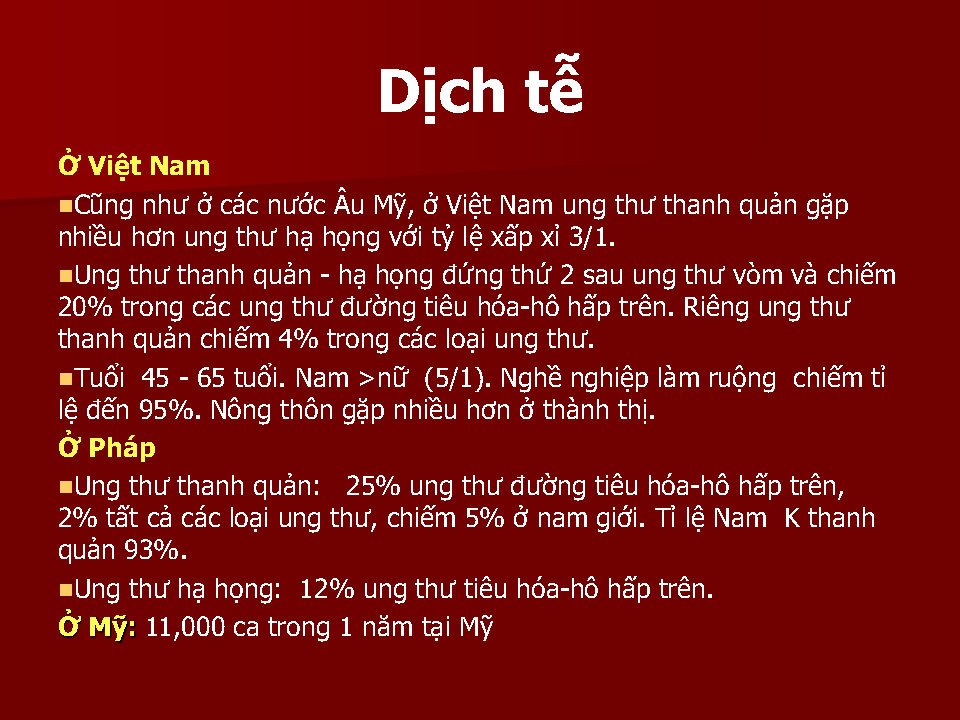 Dịch tễ
Ở Việt Nam
▪Cũng như ở các nước Âu Mỹ, ở Việt Nam ung thư thanh quản gặp
nhiều hơn ung thư hạ họng với tỷ lệ xấp xỉ 3/1.
▪Ung thư thanh quản - hạ họng đứng thứ 2 sau ung thư vòm và chiếm
20% trong các ung thư đường tiêu hóa-hô hấp trên. Riêng ung thư
thanh quản chiếm 4% trong các loại ung thư.
▪Tuổi  45 - 65 tuổi. Nam >nữ  (5/1). Nghề nghiệp làm ruộng  chiếm tỉ
lệ đến 95%. Nông thôn gặp nhiều hơn ở thành thị.
Ở Pháp
▪Ung thư thanh quản:   25% ung thư đường tiêu hóa-hô hấp trên,
2% tất cả các loại ung thư, chiếm 5% ở nam giới. Tỉ lệ Nam  K thanh
quản 93%.
▪Ung thư hạ họng:  12% ung thư tiêu hóa-hô hấp trên.
Ở Mỹ: 11,000 ca trong 1 năm tại Mỹ